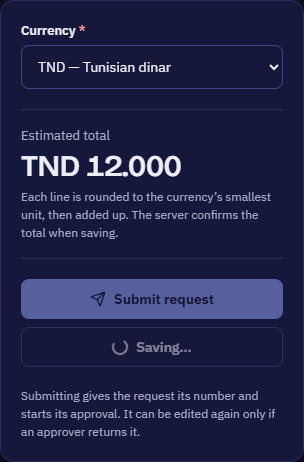 Currency *
TND — Tunisian dinar
Estimated total
TND 12.000
Each line is rounded to the currency’s smallest
unit, then added up. The server confirms the
total when saving.
Submit request
Saving...
Submitting gives the request its number and
starts its approval. It can be edited again only if
an approver returns it.